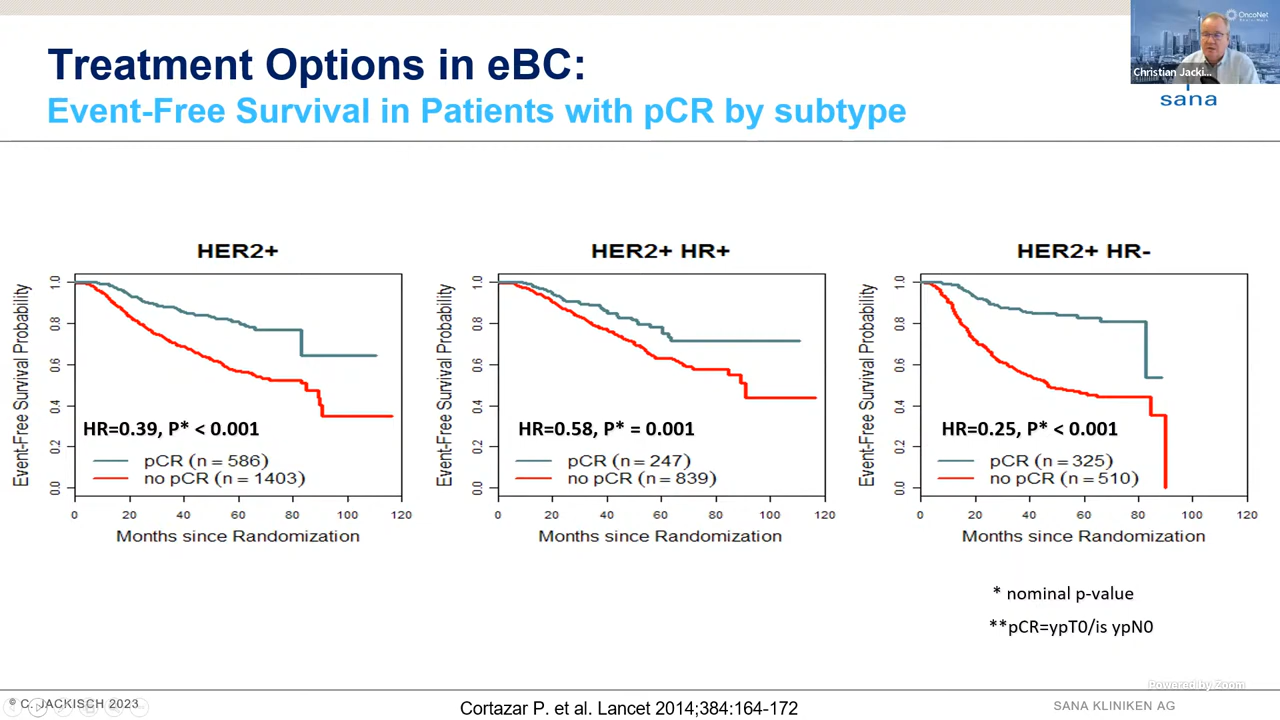 Treatment Options in eBC:
Event-Free Survival in Patients with pCR by subtype
OncoNet
Christian Jacki...
sana
HER2+
Event-Free Survival Probability
1.0
0.8
0.6
0.4
0.2
0.0
HR=0.39, P* < 0.001
pCR (n = 586)
no pCR (n = 1403)
0 20 40 60 80 100 120
Months since Randomization
HER2+ HR+
Event-Free Survival Probability
1.0
0.8
0.6
0.4
0.2
0.0
HR=0.58, P* = 0.001
pCR (n = 247)
no pCR (n = 839)
0 20 40 60 80 100 120
Months since Randomization
HER2+ HR-
Event-Free Survival Probability
1.0
0.8
0.6
0.4
0.2
0.0
HR=0.25, P* < 0.001
pCR (n = 325)
no pCR (n = 510)
0 20 40 60 80 100 120
Months since Randomization
* nominal p-value
**pCR=ypT0/is ypN0
Powered by Zoom
© C. JACKISCH 2023
Cortazar P. et al. Lancet 2014;384:164-172
SANA KLINIKEN AG